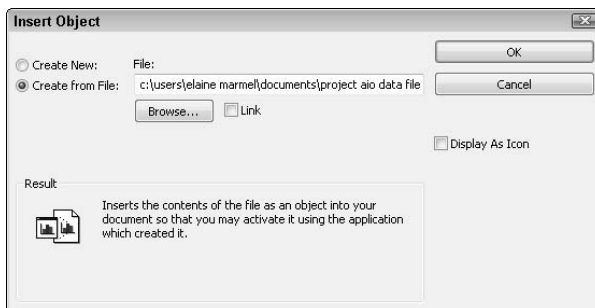 Insert Object
Create New:
File:
OK
Create from File:
c:\users\elaine marmel\documents\project aio data file
Cancel
Browse...
Link
Display As Icon
Result
Inserts the contents of the file as an object into your
document so that you may activate it using the application
which created it.